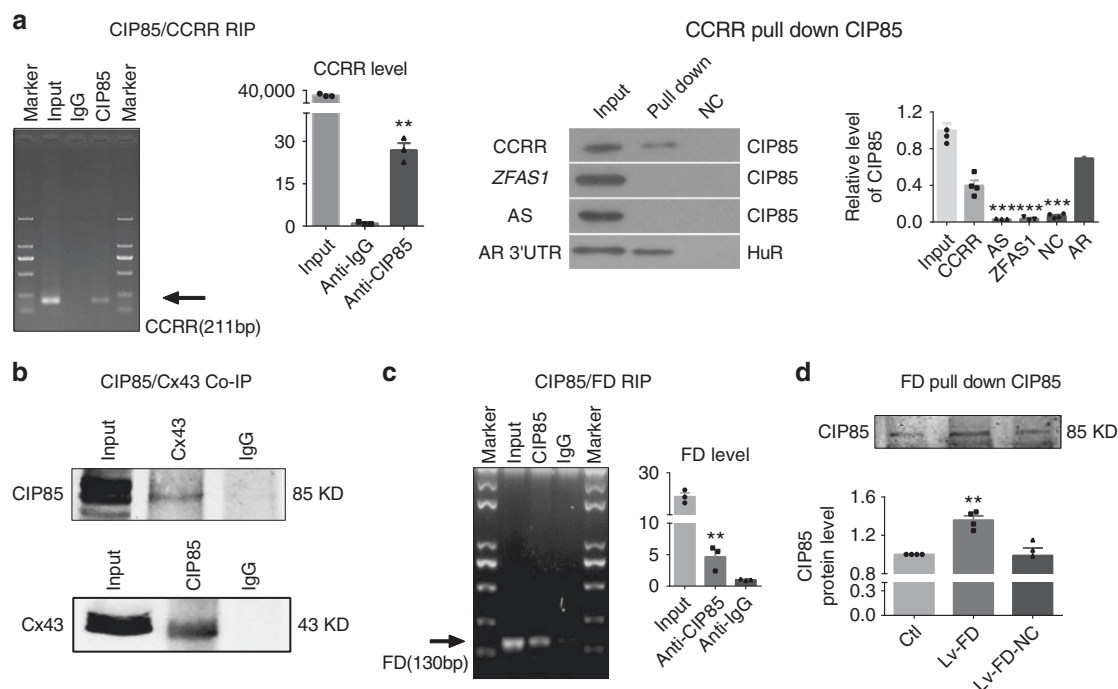 a
CIP85/CCRR RIP
Marker
Input
IgG
CIP85
Marker
CCRR(211bp)
CCRR level
40,000
30
15
0
**
Input
Anti-IgG
Anti-CIP85
CCRR pull down CIP85
Input
Pull down
NC
CCRR
CIP85
ZFAS1
CIP85
AS
CIP85
AR 3'UTR
HuR
Relative level
of CIP85
1.2
0.8
0.4
0.0
*** *** ***
Input
CCRR
AS
ZFAS1
NC
AR
b
CIP85/Cx43 Co-IP
Input
Cx43
IgG
CIP85
85 KD
Input
CIP85
IgG
Cx43
43 KD
c
CIP85/FD RIP
Marker
Input
CIP85
IgG
Marker
FD(130bp)
FD level
30
10
5
0
**
Input
Anti-CIP85
Anti-IgG
d
FD pull down CIP85
CIP85
85 KD
CIP85
protein level
1.6
1.2
0.8
0.3
0.0
**
Ctl
Lv-FD
Lv-FD-NC